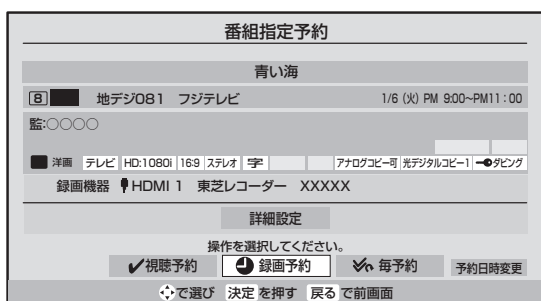 番組指定予約
青い海
8 地デジ081 フジテレビ 1/6 (火) PM 9:00~PM11:00
監:○○○○
洋画 テレビ HD:1080i 16:9 ステレオ 字 アナログコピー可 光デジタルコピー1 ダビング
録画機器 HDMI 1 東芝レコーダー XXXXX
詳細設定
操作を選択してください。
視聴予約 録画予約 毎予約 予約日時変更
で選び 決定 を押す 戻る で前画面